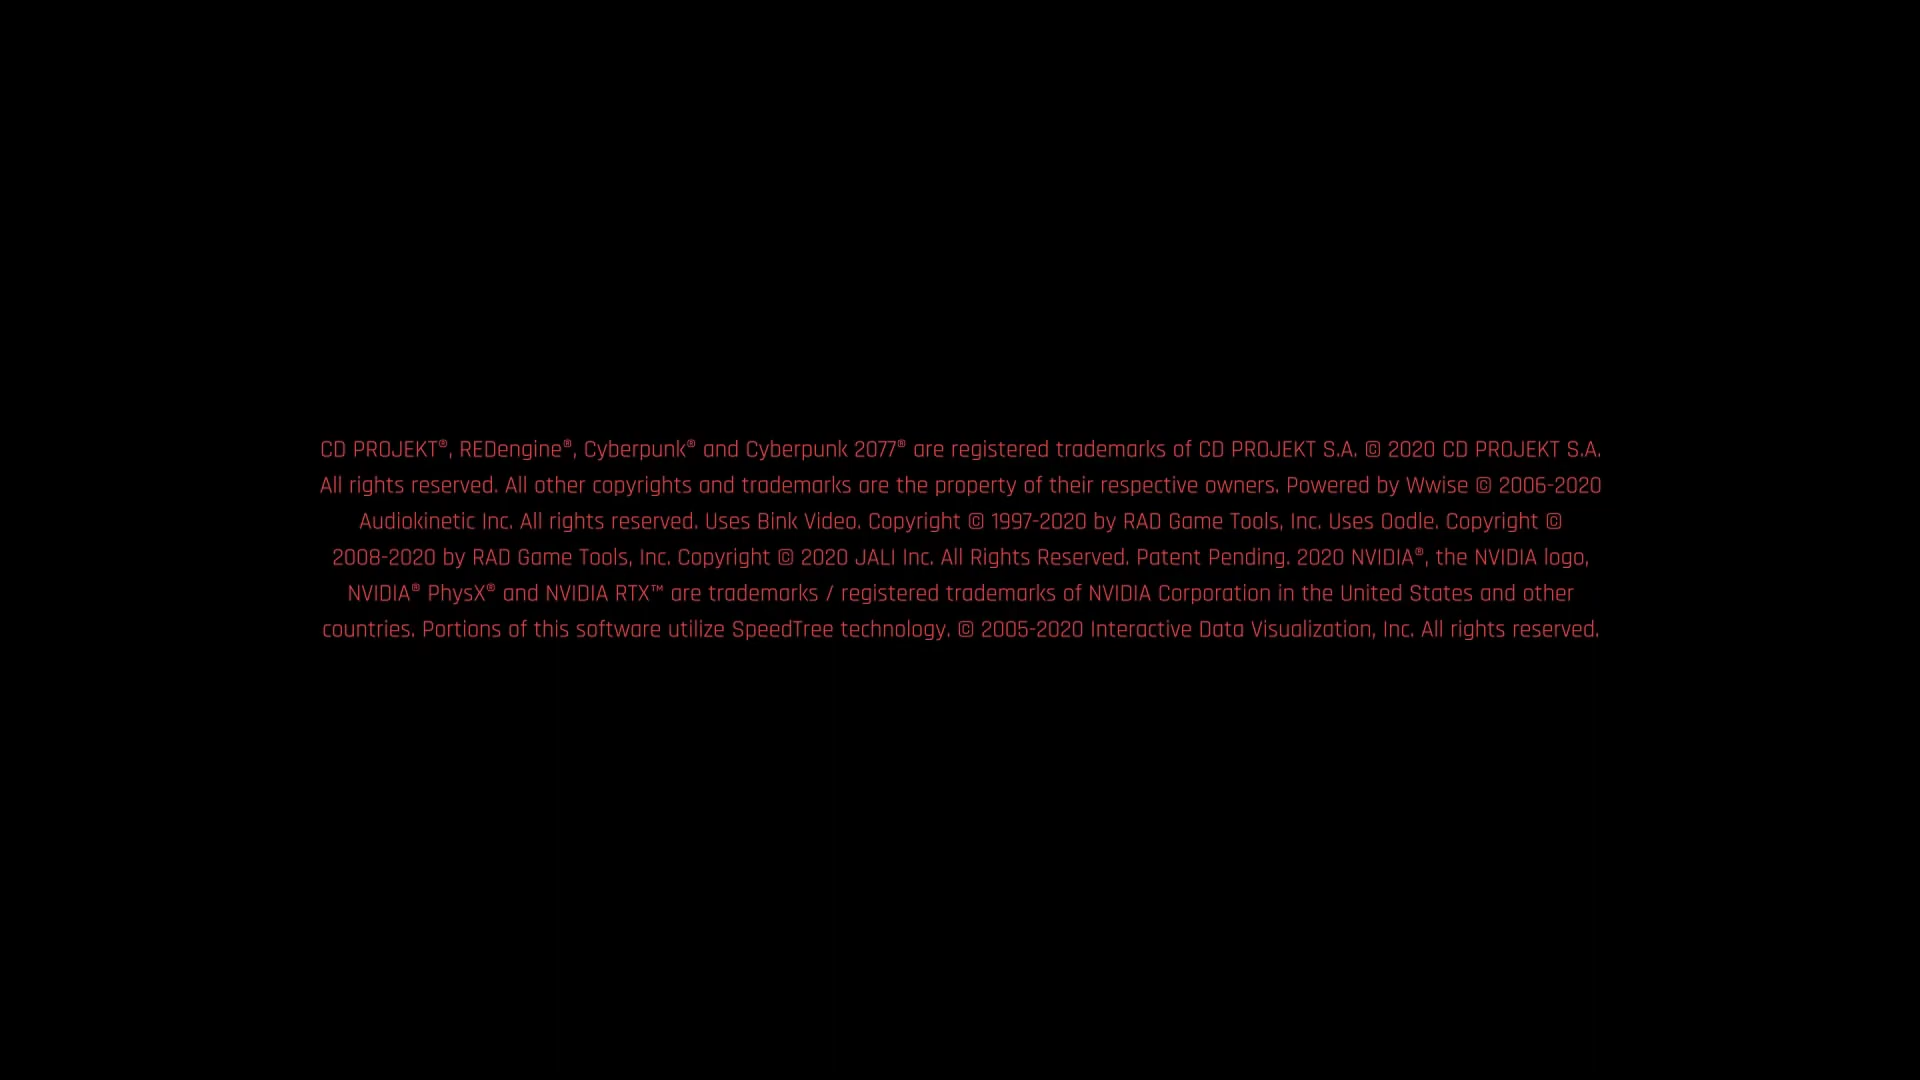 CD PROJEKT®, REDengine®, Cyberpunk® and Cyberpunk 2077® are registered trademarks of CD PROJEKT S.A. © 2020 CD PROJEKT S.A.
All rights reserved. All other copyrights and trademarks are the property of their respective owners. Powered by Wwise © 2006-2020
Audiokinetic Inc. All rights reserved. Uses Bink Video. Copyright © 1997-2020 by RAD Game Tools, Inc. Uses Oodle. Copyright ©
2008-2020 by RAD Game Tools, Inc. Copyright © 2020 JALI Inc. All Rights Reserved. Patent Pending. 2020 NVIDIA®, the NVIDIA logo,
NVIDIA® PhysX® and NVIDIA RTX™ are trademarks / registered trademarks of NVIDIA Corporation in the United States and other
countries. Portions of this software utilize SpeedTree technology. © 2005-2020 Interactive Data Visualization, Inc. All rights reserved.